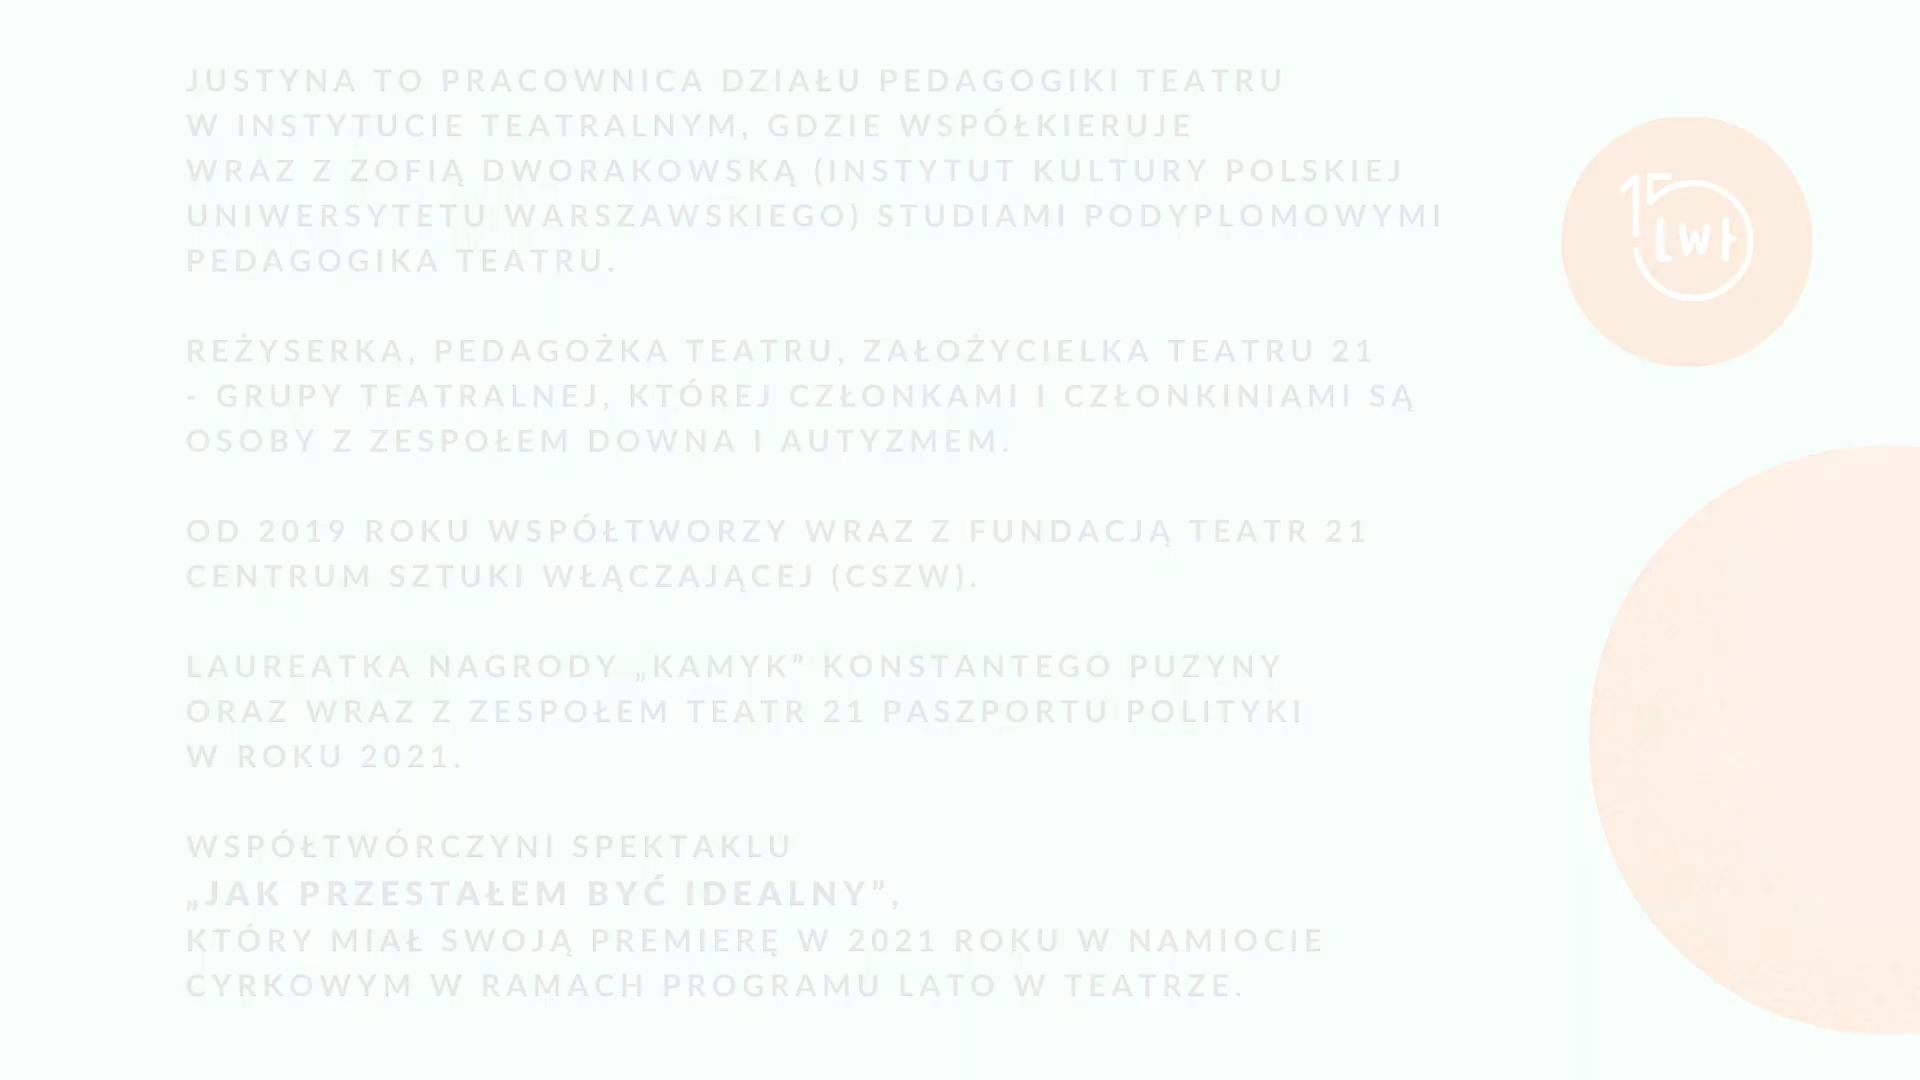 JUSTYNA TO PRACOWNICA DZIAŁU PEDAGOGIKI TEATRU
W INSTYTUCIE TEATRALNYM, GDZIE WSPÓŁKIERUJE
WRAZ Z ZOFIĄ DWORAKOWSKĄ (INSTYTUT KULTURY POLSKIEJ
UNIWERSYTETU WARSZAWSKIEGO) STUDIAMI PODYPLOMOWYMI
PEDAGOGIKA TEATRU.
REŻYSERKA, PEDAGOŻKA TEATRU, ZAŁOŻYCIELKA TEATRU 21
- GRUPY TEATRALNEJ, KTÓREJ CZŁONKAMI I CZŁONKINIAMI SĄ
OSOBY Z ZESPOŁEM DOWNA I AUTYZMEM.
OD 2019 ROKU WSPÓŁTWORZY WRAZ Z FUNDACJĄ TEATR 21
CENTRUM SZTUKI WŁĄCZAJĄCEJ (CSZW).
LAUREATKA NAGRODY „KAMYK” KONSTANTEGO PUZYNY
ORAZ WRAZ Z ZESPOŁEM TEATR 21 PASZPORTU POLITYKI
W ROKU 2021.
WSPÓŁTWÓRCZYNI SPEKTAKLU
„JAK PRZESTAŁEM BYĆ IDEALNY”,
KTÓRY MIAŁ SWOJĄ PREMIERĘ W 2021 ROKU W NAMIOCIE
CYRKOWYM W RAMACH PROGRAMU LATO W TEATRZE.
15
lwt